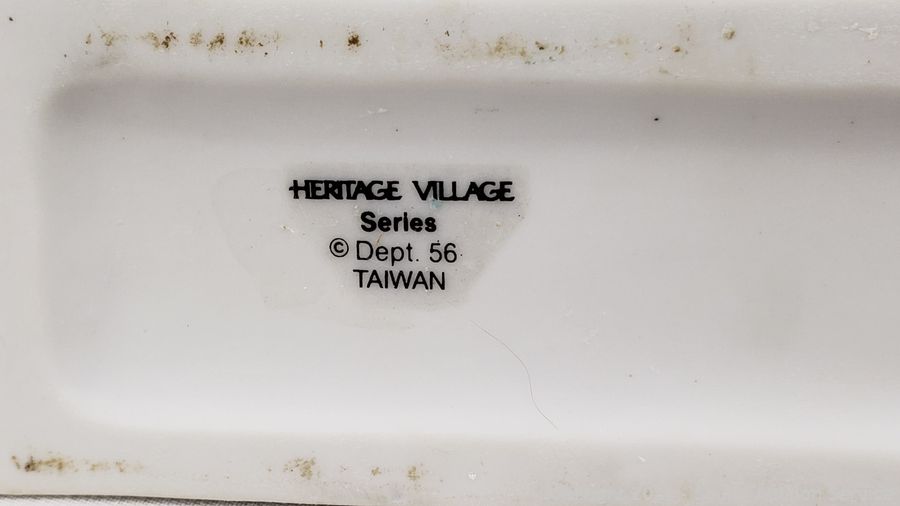 HERITAGE VILLAGE
Series
© Dept. 56
TAIWAN